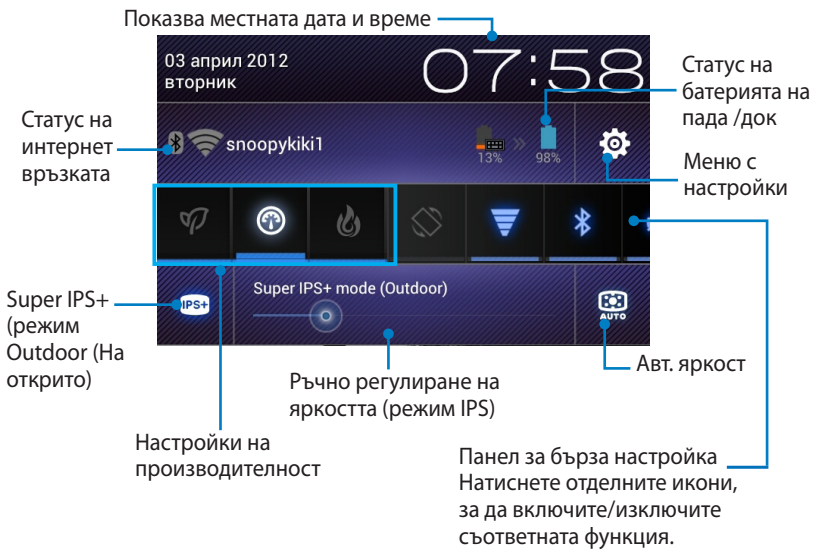 Показва местната дата и време
03 април 2012
вторник
07:58
Статус на
батерията на
пада /док
Статус на
интернет
връзката
snoopykiki1
13%
98%
Меню с
настройки
Super IPS+
(режим
Outdoor (На
открито)
IPS+
Super IPS+ mode (Outdoor)
AUTO
Авт. яркост
Ръчно регулиране на
яркостта (режим IPS)
Настройки на
производителност
Панел за бърза настройка
Натиснете отделните икони,
за да включите/изключите
съответната функция.